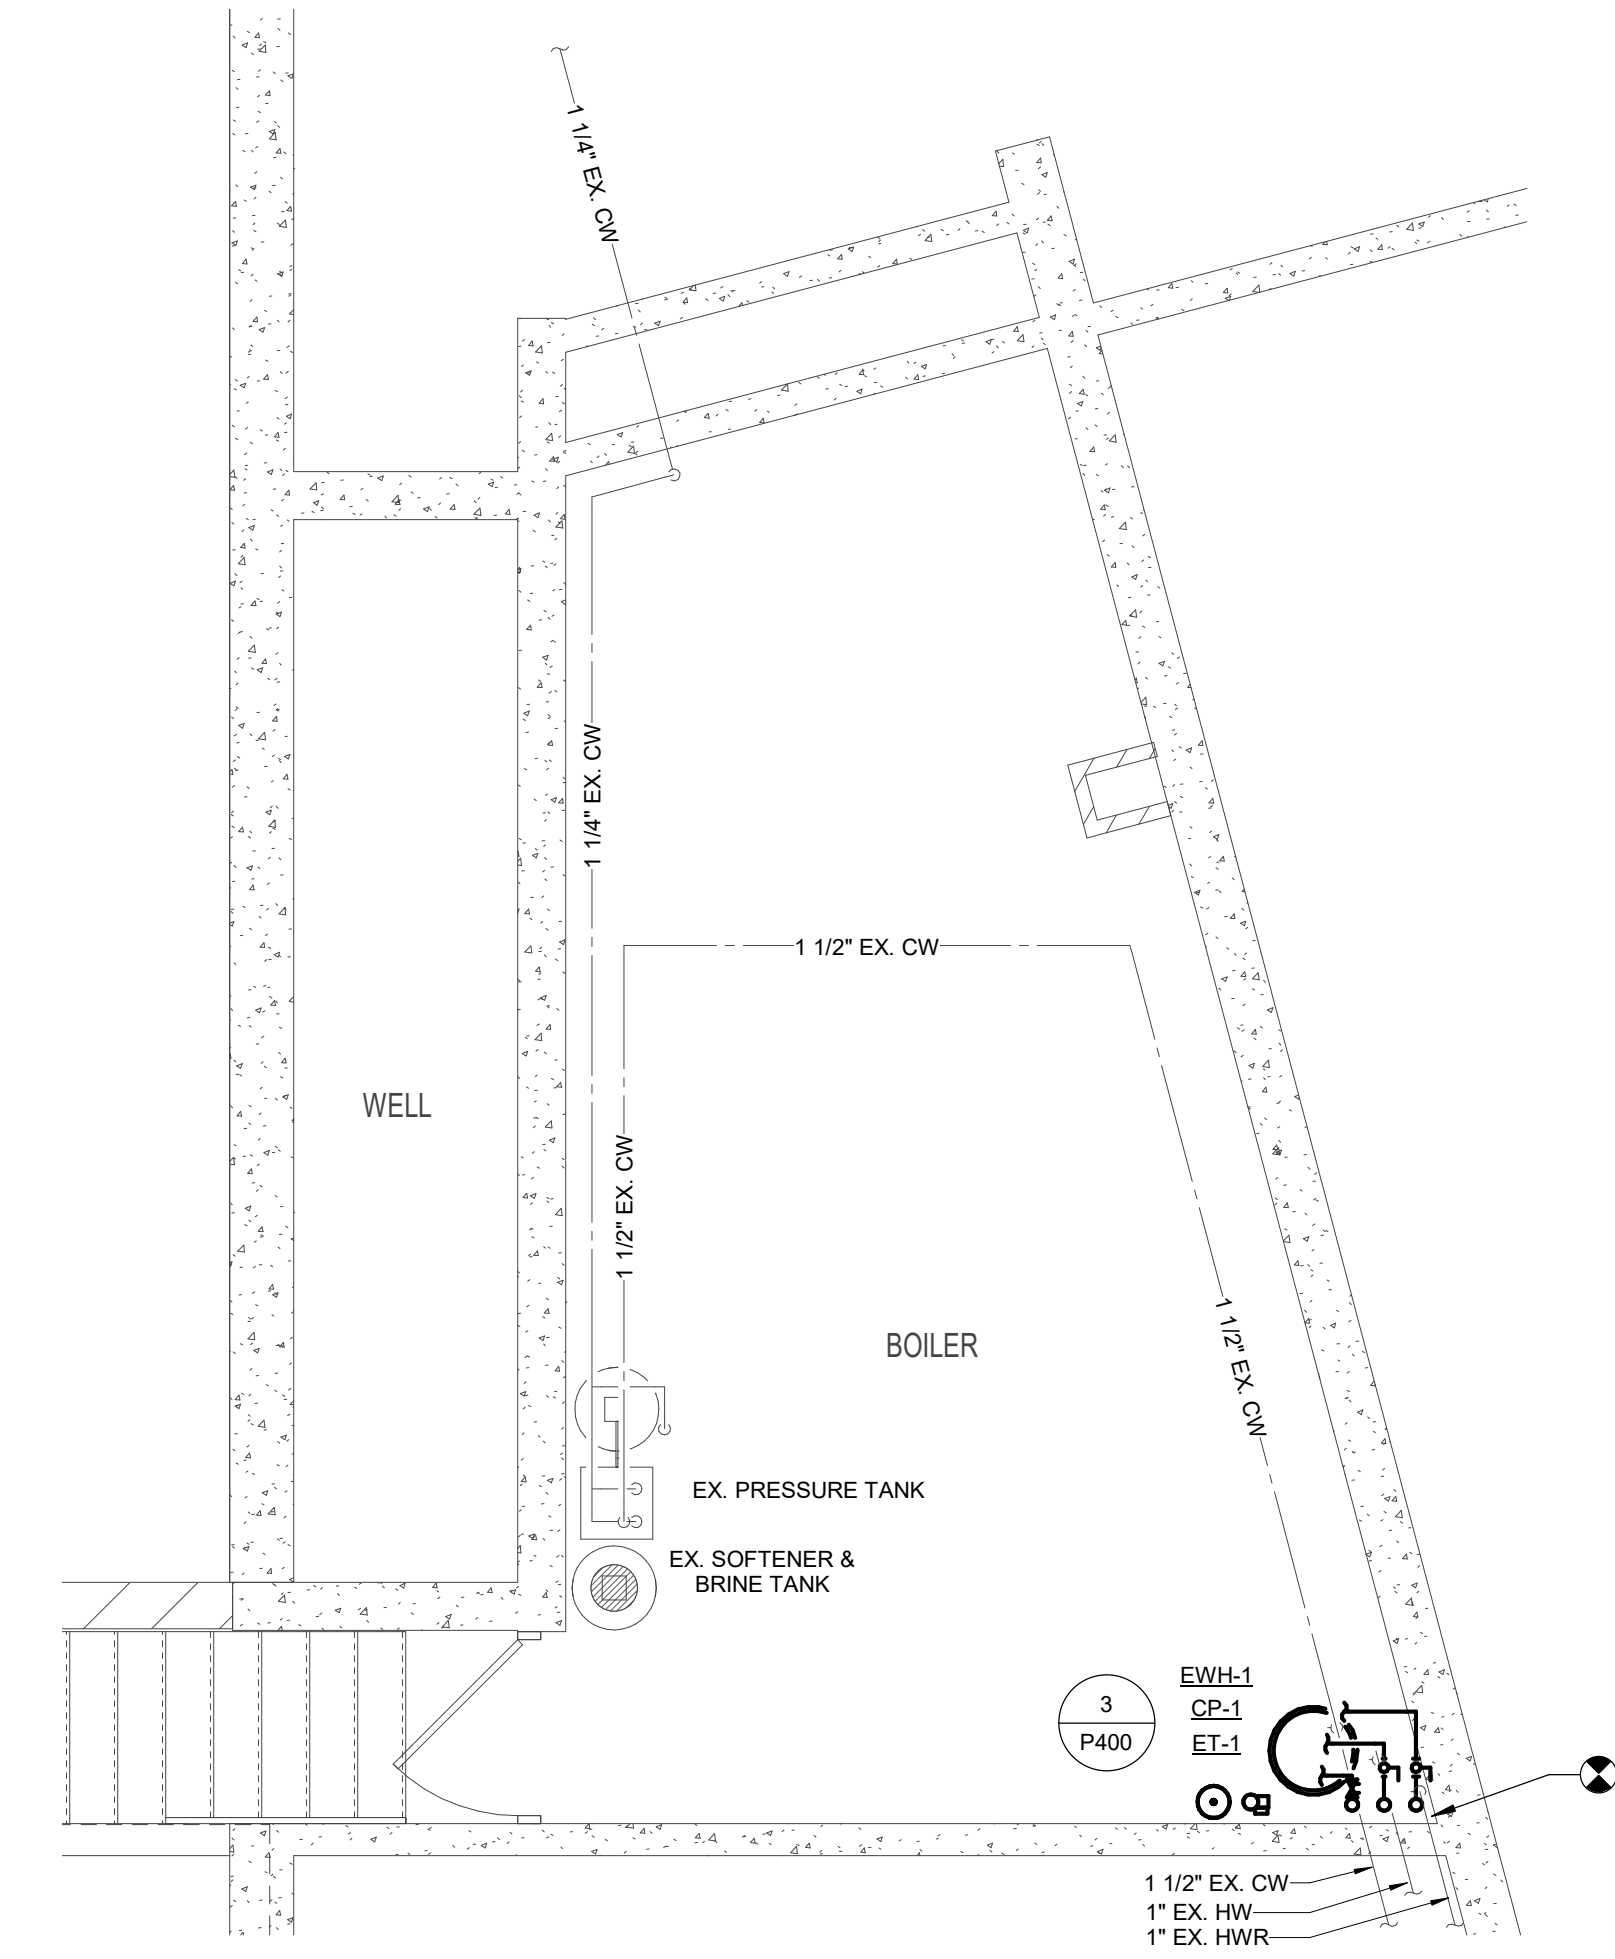 1 1/4" EX. CW
1 1/4" EX. CW
1 1/2" EX. CW
WELL
1 1/2" EX. CW
BOILER
1 1/2" EX. CW
EX. PRESSURE TANK
EX. SOFTENER &
BRINE TANK
EWH-1
3
CP-1
P400
ET-1
1 1/2" EX. CW
1" EX. HW
1" EX. HWR